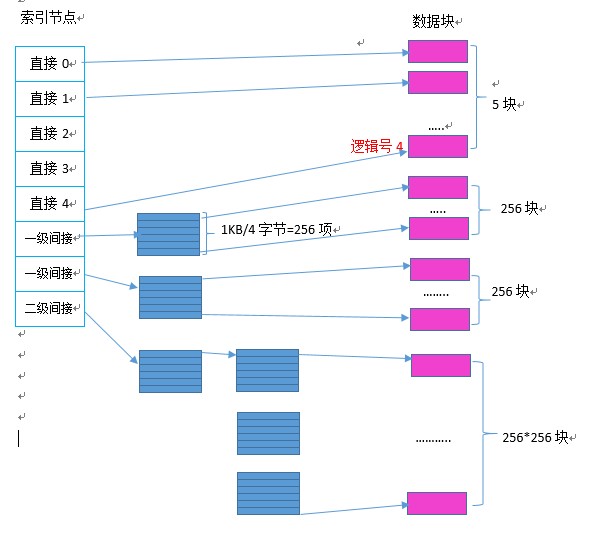 索引节点
数据块
直接 0
直接 1
5 块
直接 2
…..
逻辑号 4
直接 3
直接 4
256 块
…..
1KB/4 字节=256 项
一级间接
一级间接
256 块
……..
二级间接
………..
256*256 块